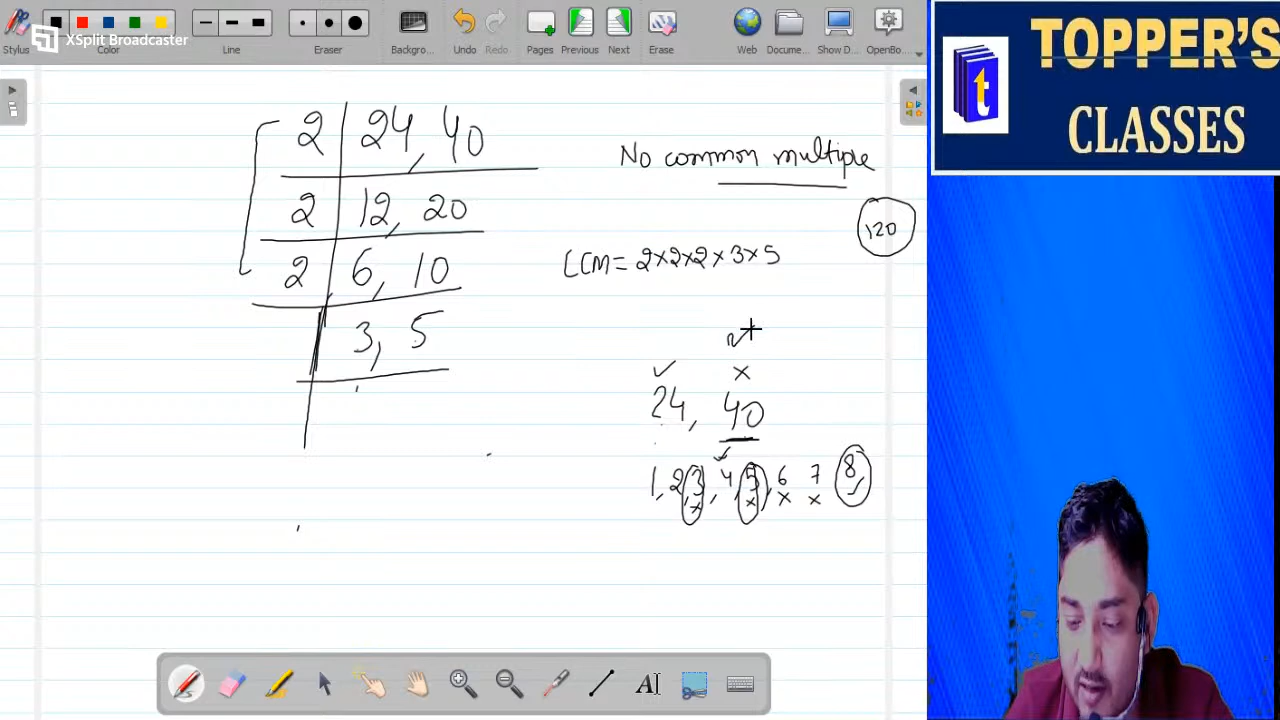 Stylus
Color
Line
Eraser
Backgro...
Undo
Redo
Pages
Previous
Next
Erase
Web
Docume...
Show D...
OpenBo...
XSplit Broadcaster
TOPPER'S
CLASSES
t
2 | 24, 40
2 | 12, 20
2 | 6, 10
3, 5
No common multiple
120
LCM = 2×2×2×3×5
✓ ×
24, 40
1, 2, 3, 4, 5, 6 7 8
× × × ×
AI